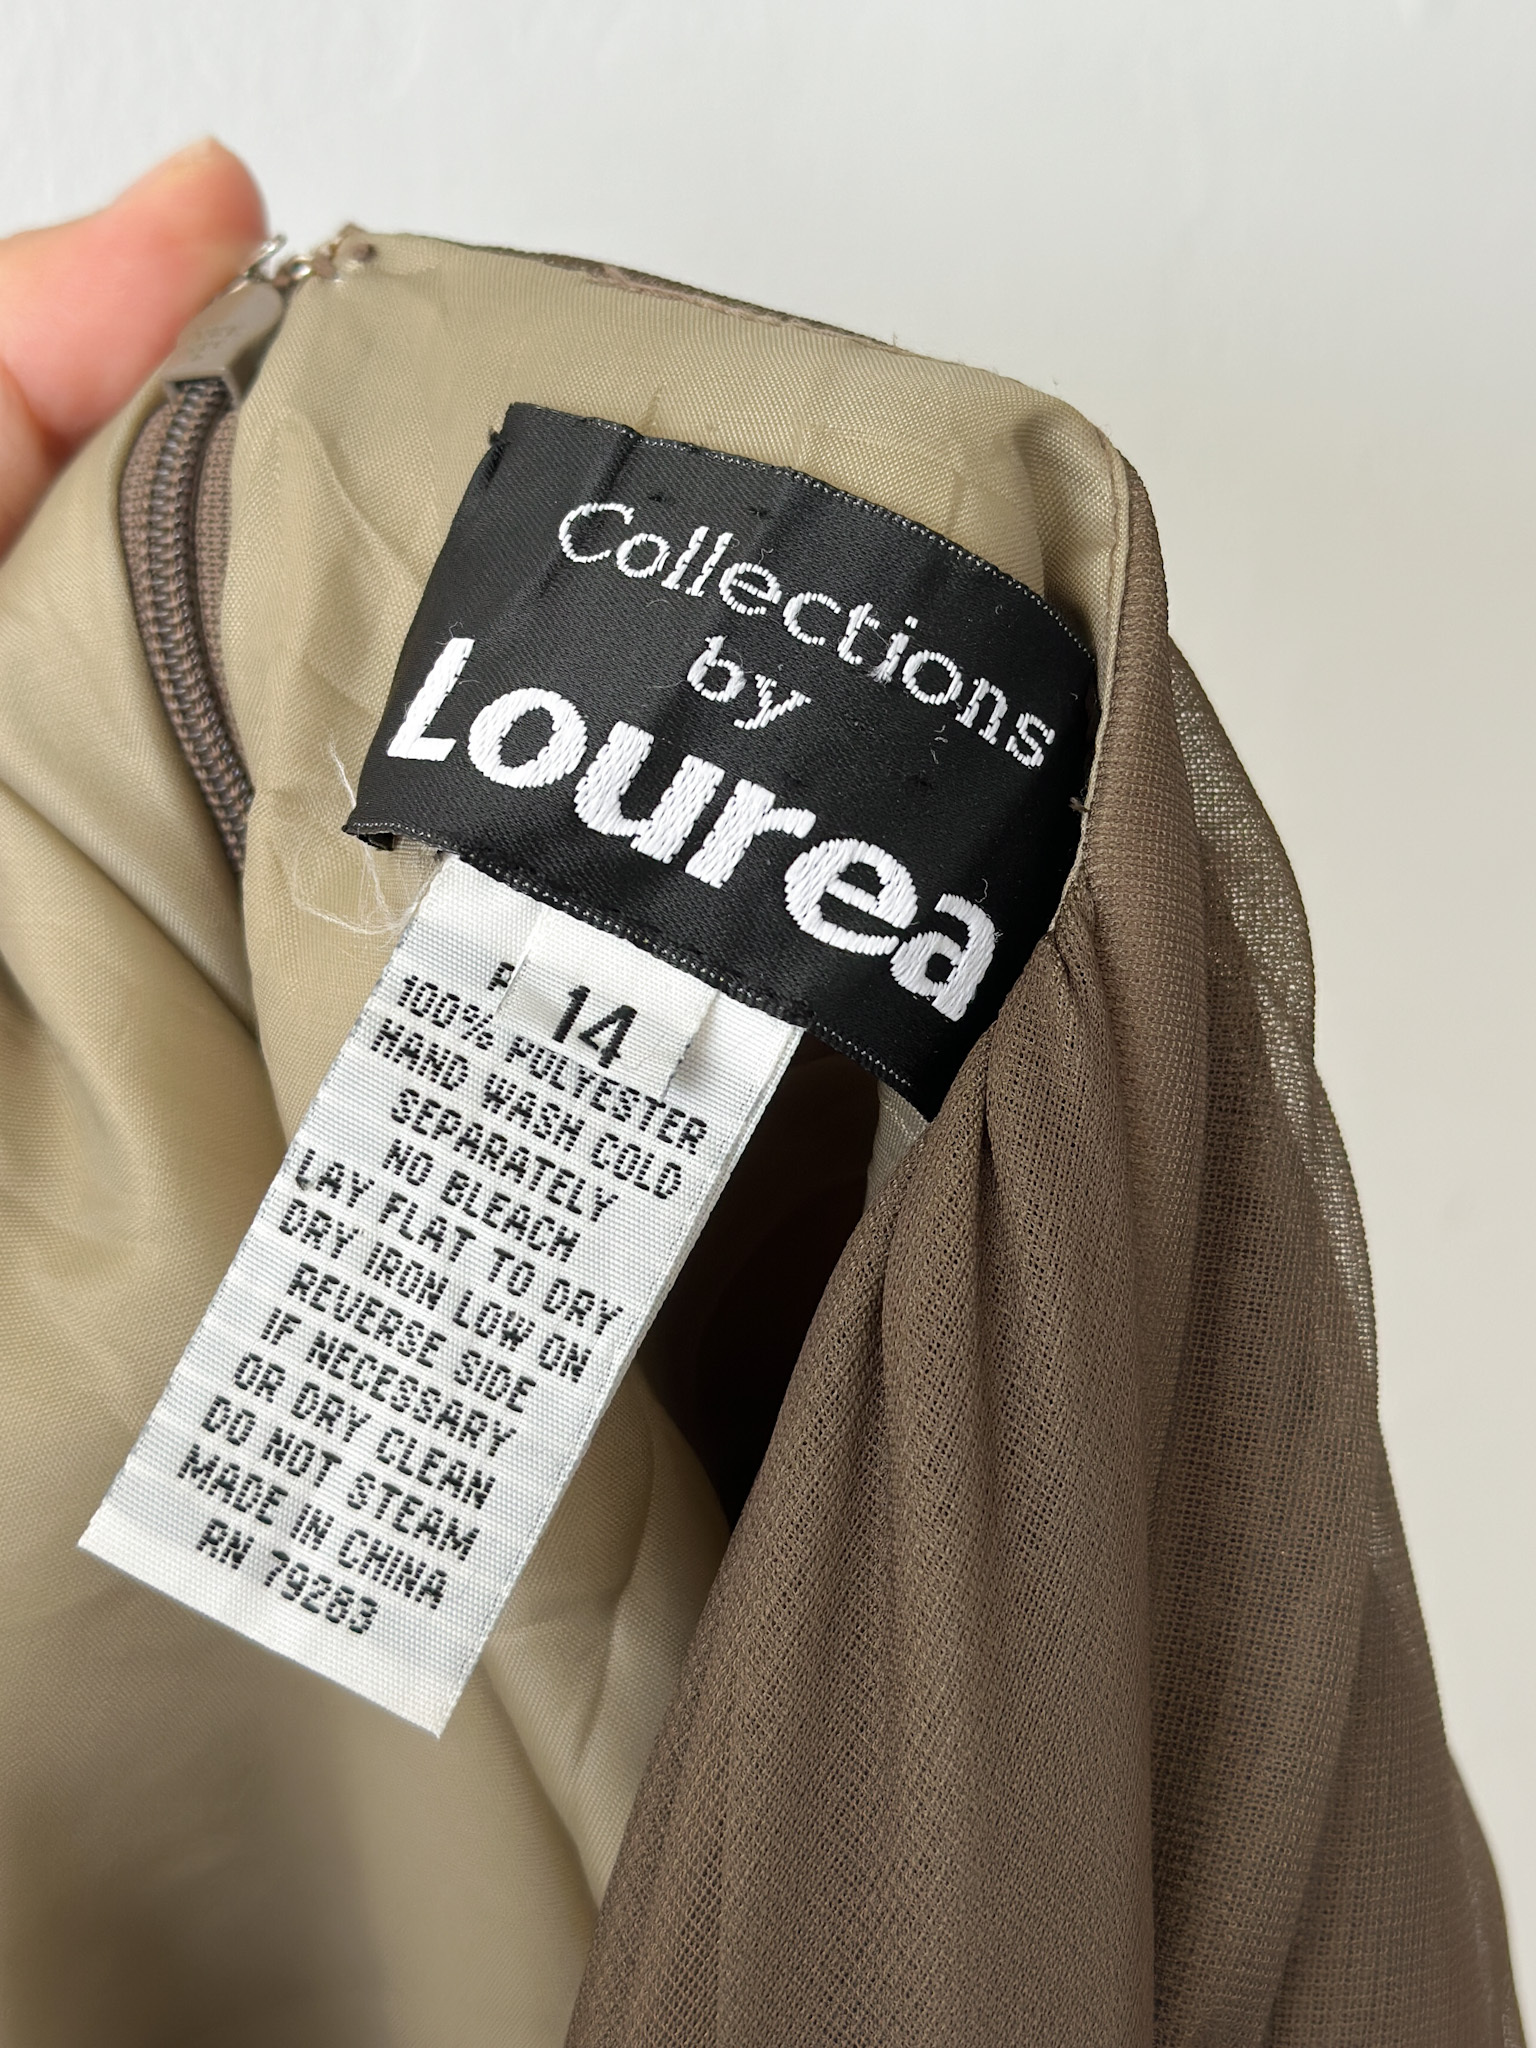 Collections
by
Lourea
14
100% POLYESTER
HAND WASH COLD
SEPARATELY
NO BLEACH
LAY FLAT TO DRY
DRY IRON LOW ON
REVERSE SIDE
IF NECESSARY
OR DRY CLEAN
DO NOT STEAM
MADE IN CHINA
RN 79283